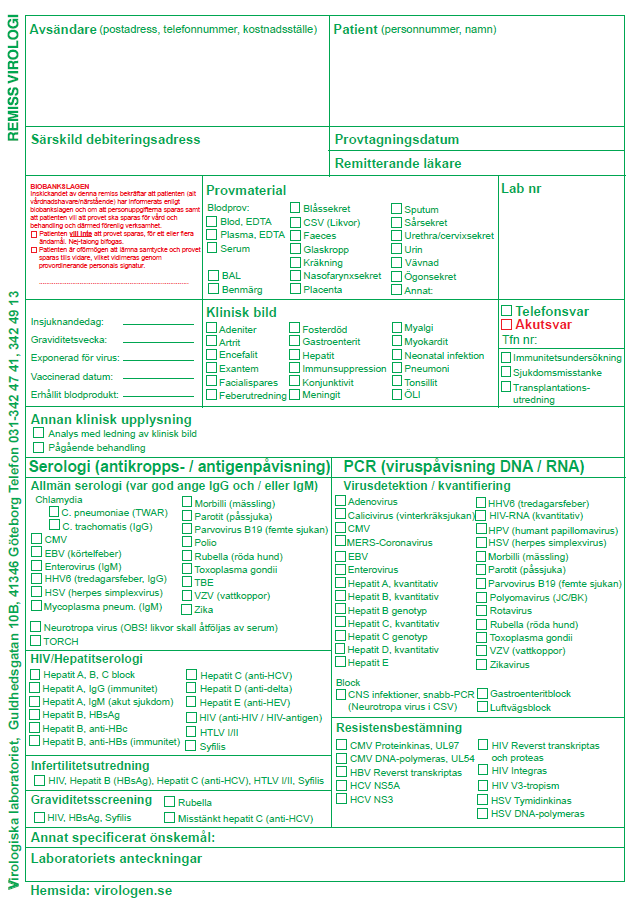 REMISS VIROLOGI
Virologiska laboratoriet, Guldhedsgatan 10B, 41346 Göteborg Telefon 031-342 47 41, 342 49 13
Avsändare (postadress, telefonnummer, kostnadsställe)
Patient (personnummer, namn)
Särskild debiteringsadress
Provtagningsdatum
Remitterande läkare
BIOBANKSLAGEN
Insickandet av denna remiss bekräftar att patienten (alt
vårdnadshavare/närstående) har informerats enligt
biobankslagen och om att personuppgifterna sparas samt
att patienten vill att provet ska sparas för vård och
behandling och därmed förenlig verksamhet.
Patienten vill inte att provet sparas, för ett eller flera
ändamål. Nej-talong bifogas.
Patienten är oförmögen att lämna samtycke och provet
sparas tills vidare, vilket vidimeras genom
provordinerande personals signatur.
Provmaterial
Blodprov:
Blod, EDTA
Plasma, EDTA
Serum
BAL
Benmärg
Blåssekret
CSV (Likvor)
Faeces
Glaskropp
Kräkning
Nasofarynxsekret
Placenta
Sputum
Sårsekret
Urethra/cervixsekret
Urin
Vävnad
Ögonsekret
Annat:
Lab nr
Insjuknandedag:
Graviditetsvecka:
Exponerad för virus:
Vaccinerad datum:
Erhållit blodprodukt:
Klinisk bild
Adeniter
Artrit
Encefalit
Exantem
Facialispares
Feberutredning
Fosterdöd
Gastroenterit
Hepatit
Immunsuppression
Konjunktivit
Meningit
Myalgi
Myokardit
Neonatal infektion
Pneumoni
Tonsillit
ÖLI
Telefonsvar
Akutsvar
Tfn nr:
Immunitetsundersökning
Sjukdomsmisstanke
Transplantations-
utredning
Annan klinisk upplysning
Analys med ledning av klinisk bild
Pågående behandling
Serologi (antikropps- / antigenpåvisning)
Allmän serologi (var god ange IgG och / eller IgM)
Chlamydia
C. pneumoniae (TWAR)
C. trachomatis (IgG)
CMV
EBV (körtelfeber)
Enterovirus (IgM)
HHV6 (tredagarsfeber, IgG)
HSV (herpes simplexvirus)
Mycoplasma pneum. (IgM)
Morbilli (mässling)
Parotit (påssjuka)
Parvovirus B19 (femte sjukan)
Polio
Rubella (röda hund)
Toxoplasma gondii
TBE
VZV (vattkoppor)
Zika
Neurotropa virus (OBS! likvor skall åtföljas av serum)
TORCH
HIV/Hepatitserologi
Hepatit A, B, C block
Hepatit A, IgG (immunitet)
Hepatit A, IgM (akut sjukdom)
Hepatit B, HBsAg
Hepatit B, anti-HBc
Hepatit B, anti-HBs (immunitet)
Hepatit C (anti-HCV)
Hepatit D (anti-delta)
Hepatit E (anti-HEV)
HIV (anti-HIV / HIV-antigen)
HTLV I/II
Syfilis
Infertilitetsutredning
HIV, Hepatit B (HBsAg), Hepatit C (anti-HCV), HTLV I/II, Syfilis
Graviditetsscreening
HIV, HBsAg, Syfilis
Rubella
Misstänkt hepatit C (anti-HCV)
PCR (viruspåvisning DNA / RNA)
Virusdetektion / kvantifiering
Adenovirus
Calicivirus (vinterkräksjukan)
CMV
MERS-Coronavirus
EBV
Enterovirus
Hepatit A, kvantitativ
Hepatit B, kvantitativ
Hepatit B genotyp
Hepatit C, kvantitativ
Hepatit C genotyp
Hepatit D, kvantitativ
Hepatit E
HHV6 (tredagarsfeber)
HIV-RNA (kvantitativ)
HPV (humant papillomavirus)
HSV (herpes simplexvirus)
Morbilli (mässling)
Parotit (påssjuka)
Parvovirus B19 (femte sjukan)
Polyomavirus (JC/BK)
Rotavirus
Rubella (röda hund)
Toxoplasma gondii
VZV (vattkoppor)
Zikavirus
Block
CNS infektioner, snabb-PCR
(Neurotropa virus i CSV)
Gastroenteritblock
Luftvägsblock
Resistensbestämning
CMV Proteinkinas, UL97
CMV DNA-polymeras, UL54
HBV Reverst transkriptas
HCV NS5A
HCV NS3
HIV Reverst transkriptas
och proteas
HIV Integras
HIV V3-tropism
HSV Tymidinkinas
HSV DNA-polymeras
Annat specificerat önskemål:
Laboratoriets anteckningar
Hemsida: virologen.se